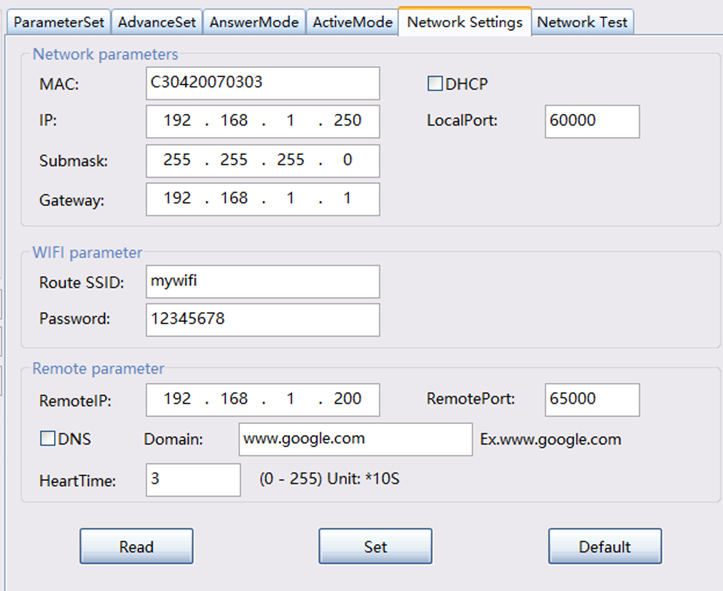 ParameterSet AdvanceSet AnswerMode ActiveMode Network Settings Network Test
Network parameters
MAC: C30420070303 DHCP
IP: 192 . 168 . 1 . 250 LocalPort: 60000
Submask: 255 . 255 . 255 . 0
Gateway: 192 . 168 . 1 . 1
WIFI parameter
Route SSID: mywifi
Password: 12345678
Remote parameter
RemoteIP: 192 . 168 . 1 . 200 RemotePort: 65000
DNS Domain: www.google.com Ex.www.google.com
HeartTime: 3 (0 - 255) Unit: *10S
Read Set Default